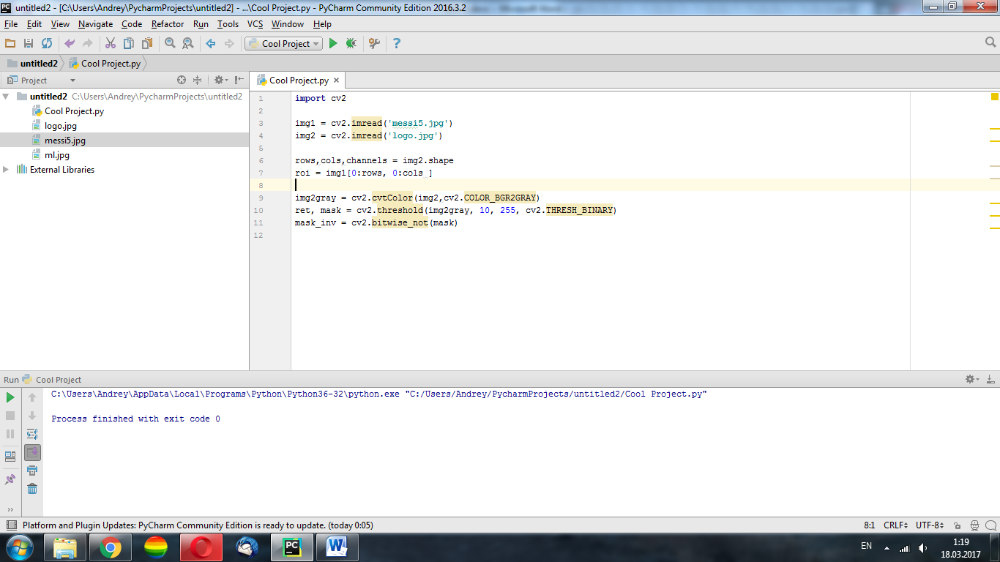 untitled2 - [C:\Users\Andrey\PycharmProjects\untitled2] - ...\Cool Project.py - PyCharm Community Edition 2016.3.2
File Edit View Navigate Code Refactor Run Tools VCS Window Help
Cool Project
untitled2 Cool Project.py
Project
Cool Project.py
untitled2 C:\Users\Andrey\PycharmProjects\untitled2
Cool Project.py
logo.jpg
messi5.jpg
ml.jpg
External Libraries
1 import cv2
2
3 img1 = cv2.imread('messi5.jpg')
4 img2 = cv2.imread('logo.jpg')
5
6 rows,cols,channels = img2.shape
7 roi = img1[0:rows, 0:cols ]
8
9 img2gray = cv2.cvtColor(img2,cv2.COLOR_BGR2GRAY)
10 ret, mask = cv2.threshold(img2gray, 10, 255, cv2.THRESH_BINARY)
11 mask_inv = cv2.bitwise_not(mask)
12
Run Cool Project
C:\Users\Andrey\AppData\Local\Programs\Python\Python36-32\python.exe "C:/Users/Andrey/PycharmProjects/untitled2/Cool Project.py"
Process finished with exit code 0
Platform and Plugin Updates: PyCharm Community Edition is ready to update. (today 0:05)
8:1 CRLF UTF-8
EN
1:19
18.03.2017